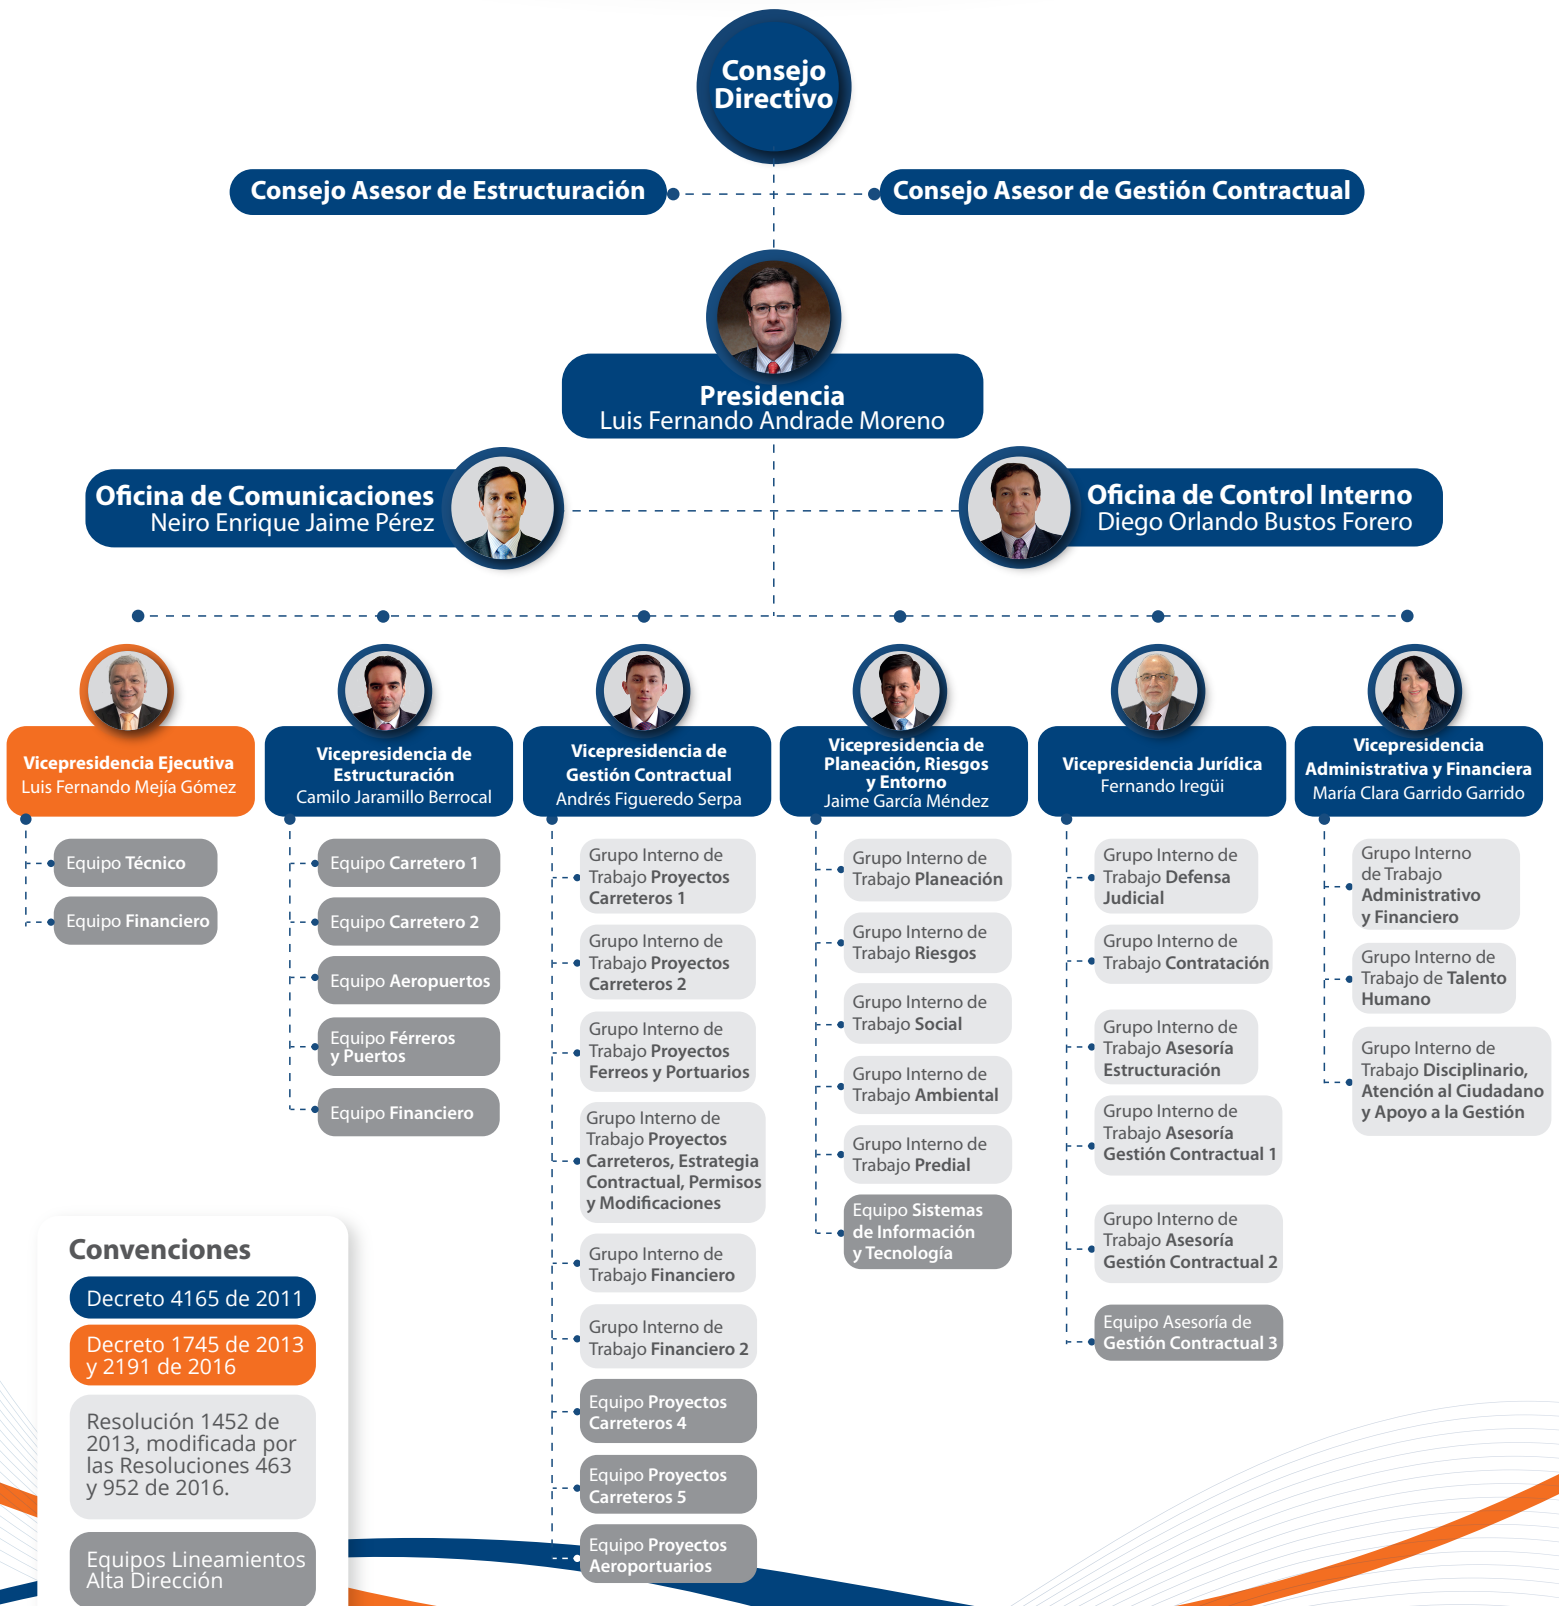 Consejo
Directivo
Consejo Asesor de Estructuración
Consejo Asesor de Gestión Contractual
Presidencia
Luis Fernando Andrade Moreno
Oficina de Comunicaciones
Neiro Enrique Jaime Pérez
Oficina de Control Interno
Diego Orlando Bustos Forero
Vicepresidencia Ejecutiva
Luis Fernando Mejía Gómez
Equipo Técnico
Equipo Financiero
Vicepresidencia de
Estructuración
Camilo Jaramillo Berrocal
Equipo Carretero 1
Equipo Carretero 2
Equipo Aeropuertos
Equipo Férreros
y Puertos
Equipo Financiero
Vicepresidencia de
Gestión Contractual
Andrés Figueredo Serpa
Grupo Interno de
Trabajo Proyectos
Carreteros 1
Grupo Interno de
Trabajo Proyectos
Carreteros 2
Grupo Interno de
Trabajo Proyectos
Ferreos y Portuarios
Grupo Interno de
Trabajo Proyectos
Carreteros, Estrategia
Contractual, Permisos
y Modificaciones
Grupo Interno de
Trabajo Financiero
Grupo Interno de
Trabajo Financiero 2
Equipo Proyectos
Carreteros 4
Equipo Proyectos
Carreteros 5
Equipo Proyectos
Aeroportuarios
Vicepresidencia de
Planeación, Riesgos
y Entorno
Jaime García Méndez
Grupo Interno de
Trabajo Planeación
Grupo Interno de
Trabajo Riesgos
Grupo Interno de
Trabajo Social
Grupo Interno de
Trabajo Ambiental
Grupo Interno de
Trabajo Predial
Equipo Sistemas
de Información
y Tecnología
Vicepresidencia Jurídica
Fernando Iregüi
Grupo Interno de
Trabajo Defensa
Judicial
Grupo Interno de
Trabajo Contratación
Grupo Interno de
Trabajo Asesoría
Estructuración
Grupo Interno de
Trabajo Asesoría
Gestión Contractual 1
Grupo Interno de
Trabajo Asesoría
Gestión Contractual 2
Equipo Asesoría de
Gestión Contractual 3
Vicepresidencia
Administrativa y Financiera
María Clara Garrido Garrido
Grupo Interno
de Trabajo
Administrativo
y Financiero
Grupo Interno de
Trabajo de Talento
Humano
Grupo Interno de
Trabajo Disciplinario,
Atención al Ciudadano
y Apoyo a la Gestión
Convenciones
Decreto 4165 de 2011
Decreto 1745 de 2013
y 2191 de 2016
Resolución 1452 de
2013, modificada por
las Resoluciones 463
y 952 de 2016.
Equipos Lineamientos
Alta Dirección